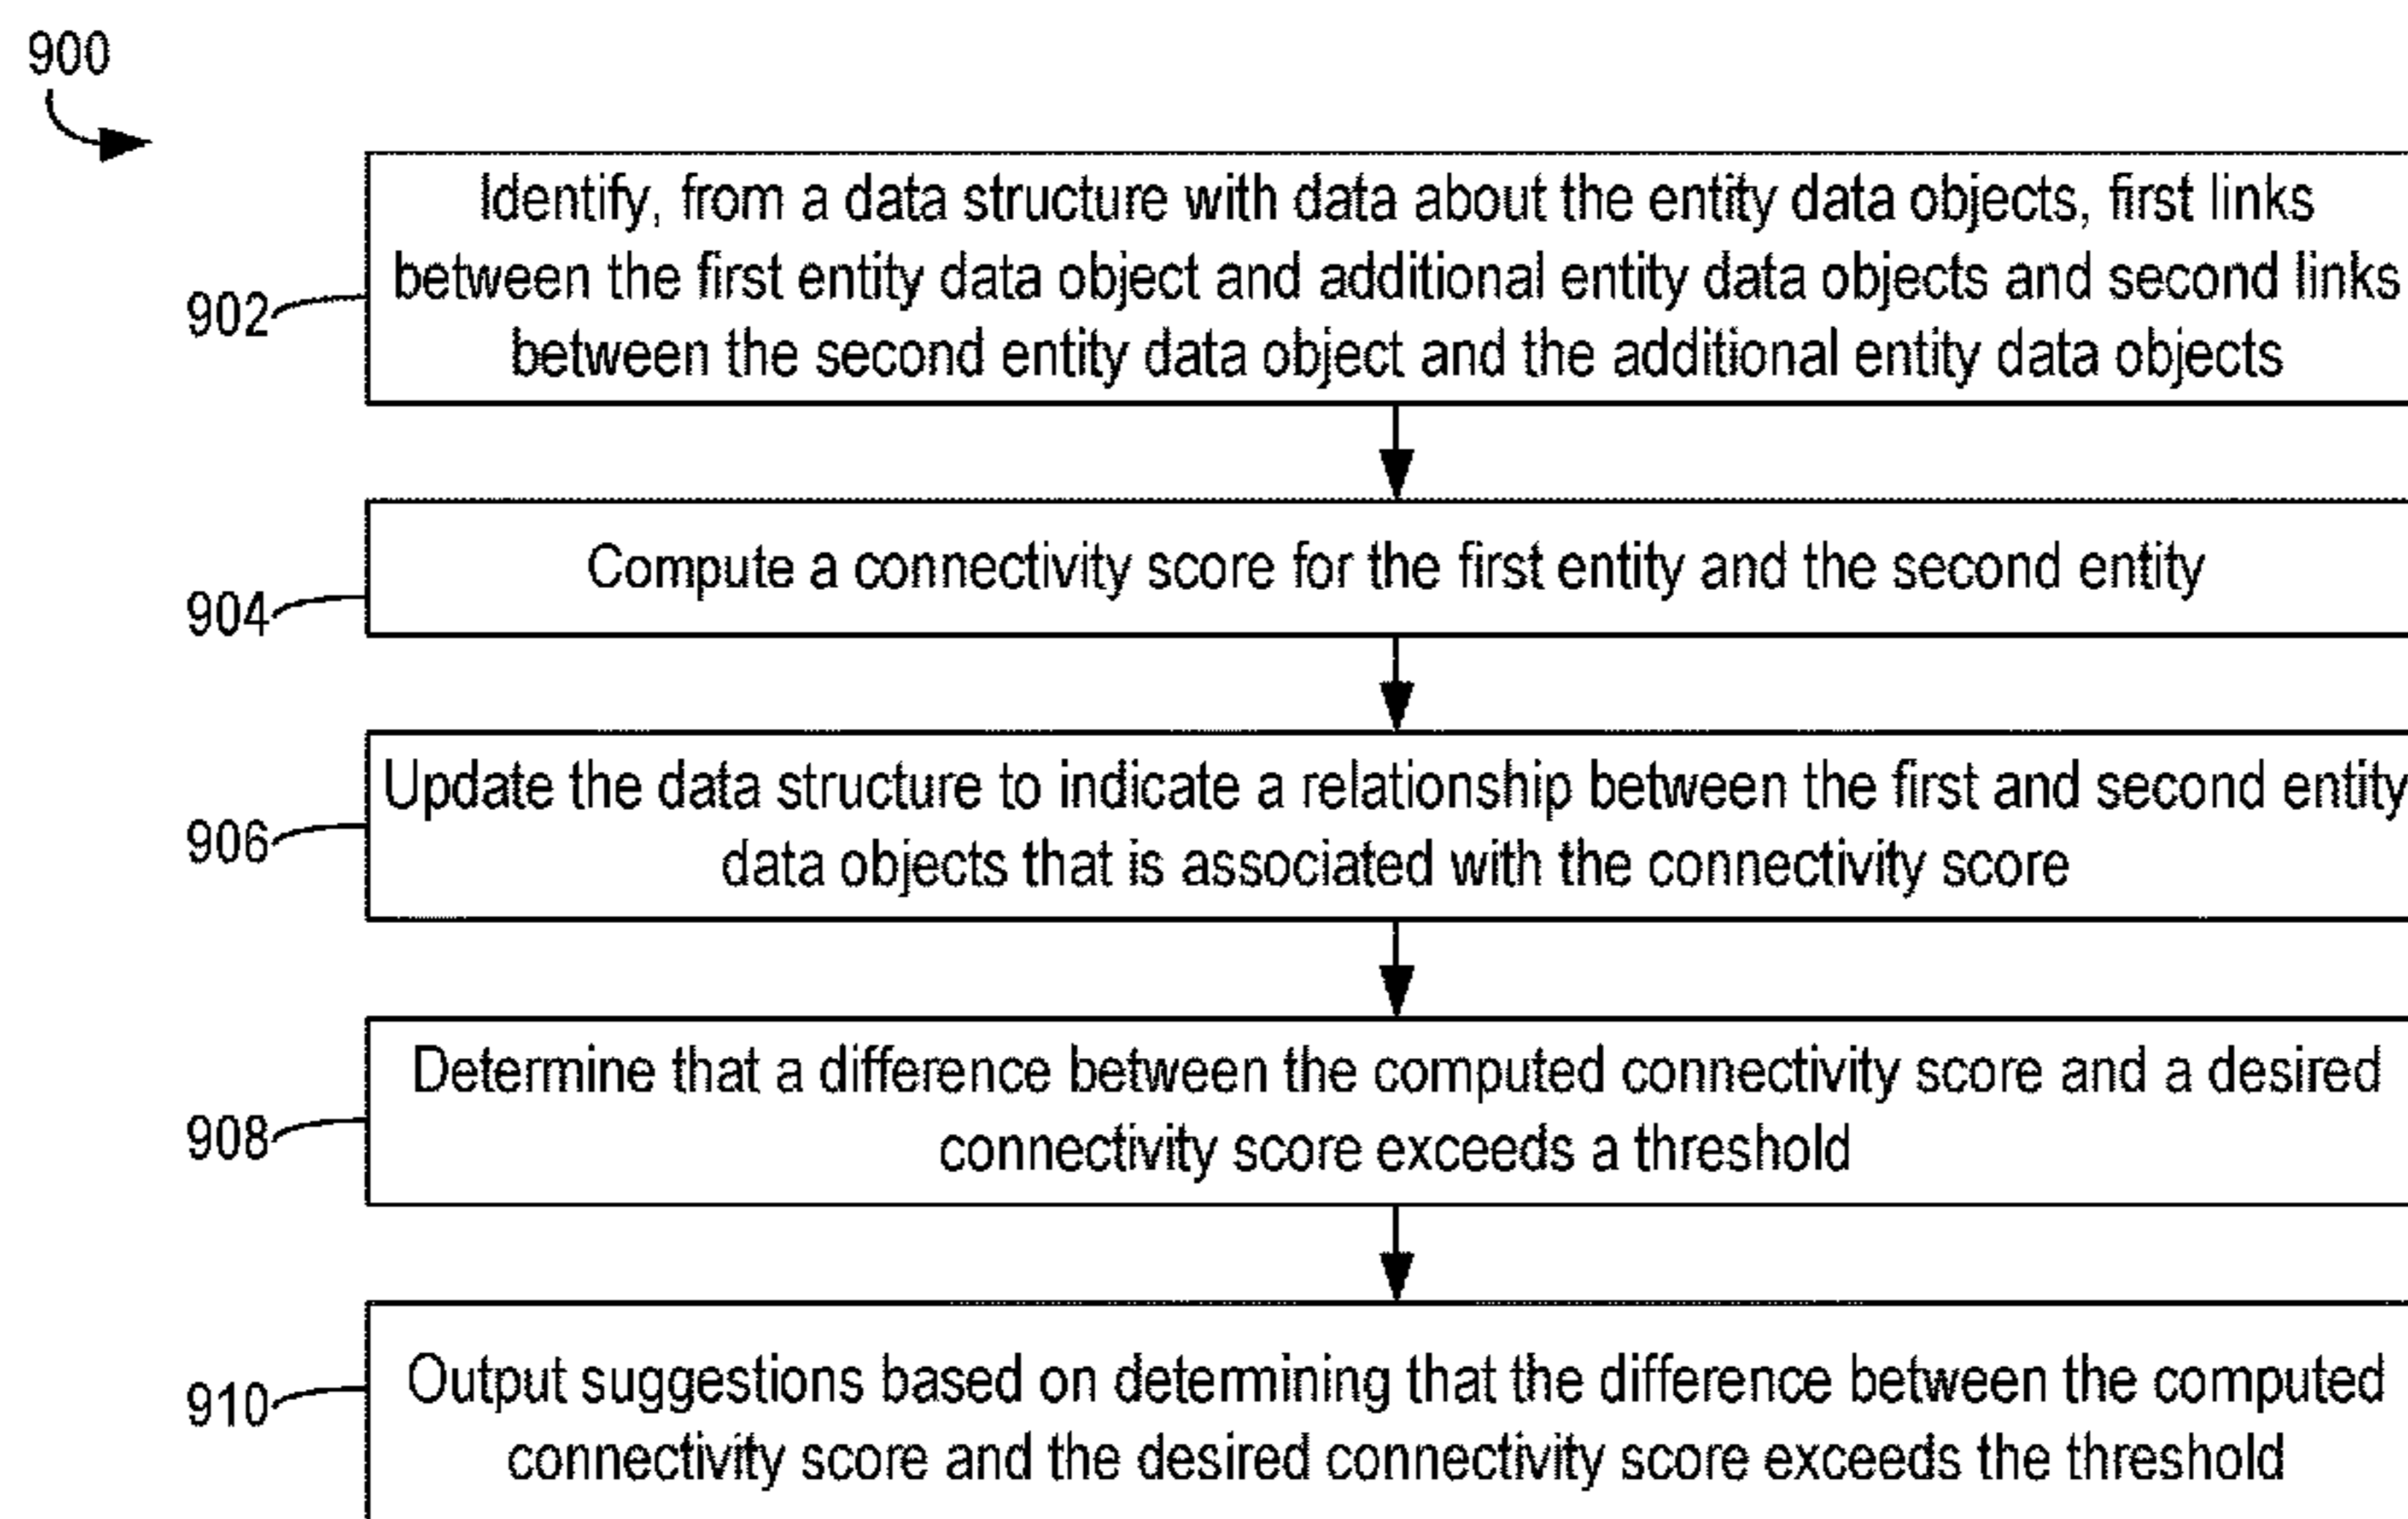 900
Identify, from a data structure with data about the entity data objects, first links
between the first entity data object and additional entity data objects and second links
902
between the second entity data object and the additional entity data objects
Compute a connectivity score for the first entity and the second entity
904
Update the data structure to indicate a relationship between the first and second entity
906
data objects that is associated with the connectivity score
Determine that a difference between the computed connectivity score and a desired
908
connectivity score exceeds a threshold
Output suggestions based on determining that the difference between the computed
910
connectivity score and the desired connectivity score exceeds the threshold